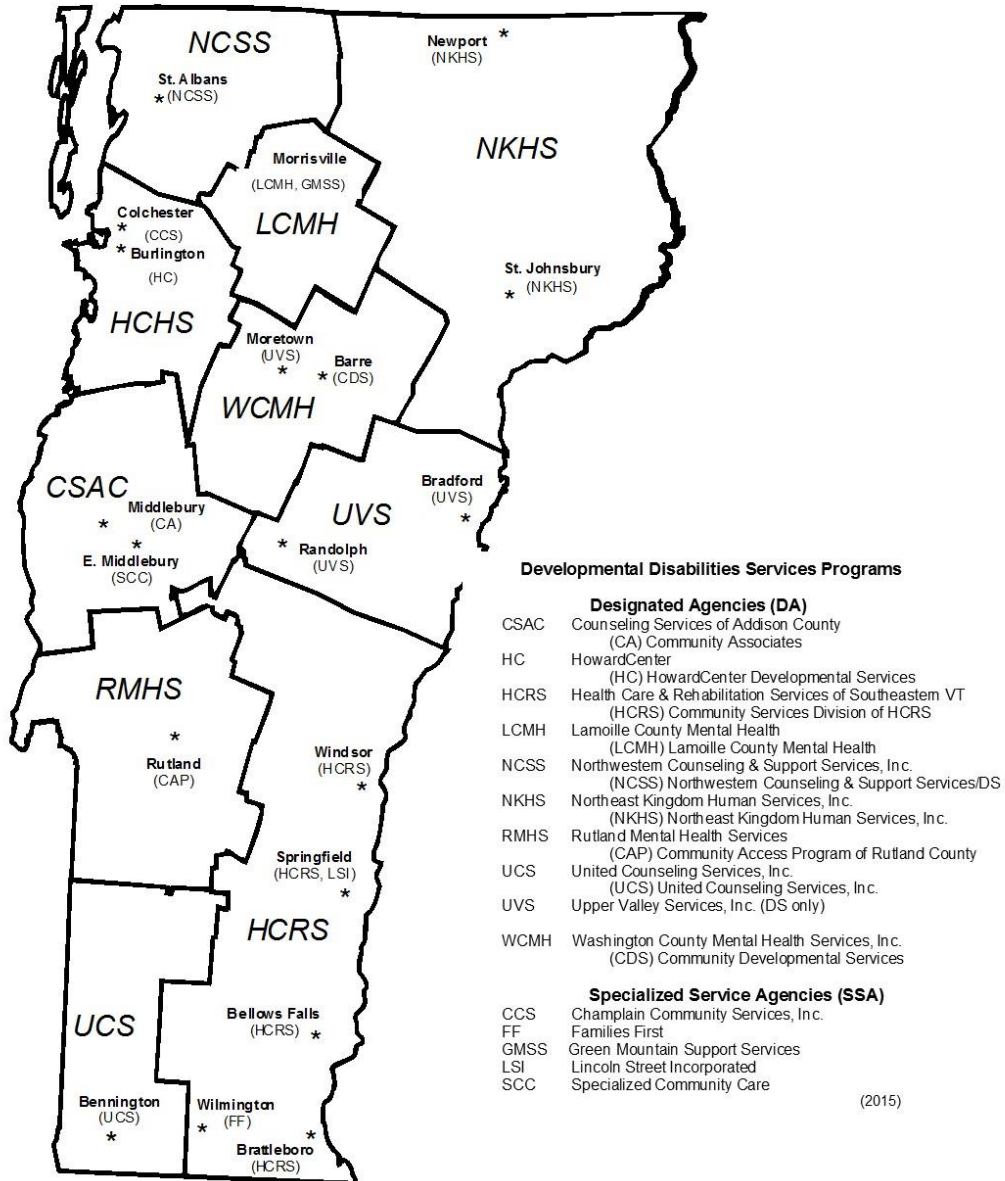 NCSS
St. Albans
* (NCSS)
Newport *
(NKHS)
NKHS
Morrisville
(LCMH, GMSS)
LCMH
Colchester
* (CCS)
* Burlington
(HC)
HCHS
St. Johnsbury
* (NKHS)
Moretown
(UVS)
*
Barre
* (CDS)
WCMH
CSAC
Middlebury
* (CA)
*
E. Middlebury
(SCC)
UVS
Bradford
(UVS)
*
* Randolph
(UVS)
RMHS
*
Rutland
(CAP)
Windsor
(HCRS)
*
Springfield
(HCRS, LSI)
*
HCRS
UCS
Bellows Falls
(HCRS) *
Bennington
(UCS)
*
Wilmington
* (FF)
*
Brattleboro
(HCRS)
Developmental Disabilities Services Programs
Designated Agencies (DA)
CSAC Counseling Services of Addison County
(CA) Community Associates
HC HowardCenter
(HC) HowardCenter Developmental Services
HCRS Health Care & Rehabilitation Services of Southeastern VT
(HCRS) Community Services Division of HCRS
LCMH Lamoille County Mental Health
(LCMH) Lamoille County Mental Health
NCSS Northwestern Counseling & Support Services, Inc.
(NCSS) Northwestern Counseling & Support Services/DS
NKHS Northeast Kingdom Human Services, Inc.
(NKHS) Northeast Kingdom Human Services, Inc.
RMHS Rutland Mental Health Services
(CAP) Community Access Program of Rutland County
UCS United Counseling Services, Inc.
(UCS) United Counseling Services, Inc.
UVS Upper Valley Services, Inc. (DS only)
WCMH Washington County Mental Health Services, Inc.
(CDS) Community Developmental Services
Specialized Service Agencies (SSA)
CCS Champlain Community Services, Inc.
FF Families First
GMSS Green Mountain Support Services
LSI Lincoln Street Incorporated
SCC Specialized Community Care
(2015)